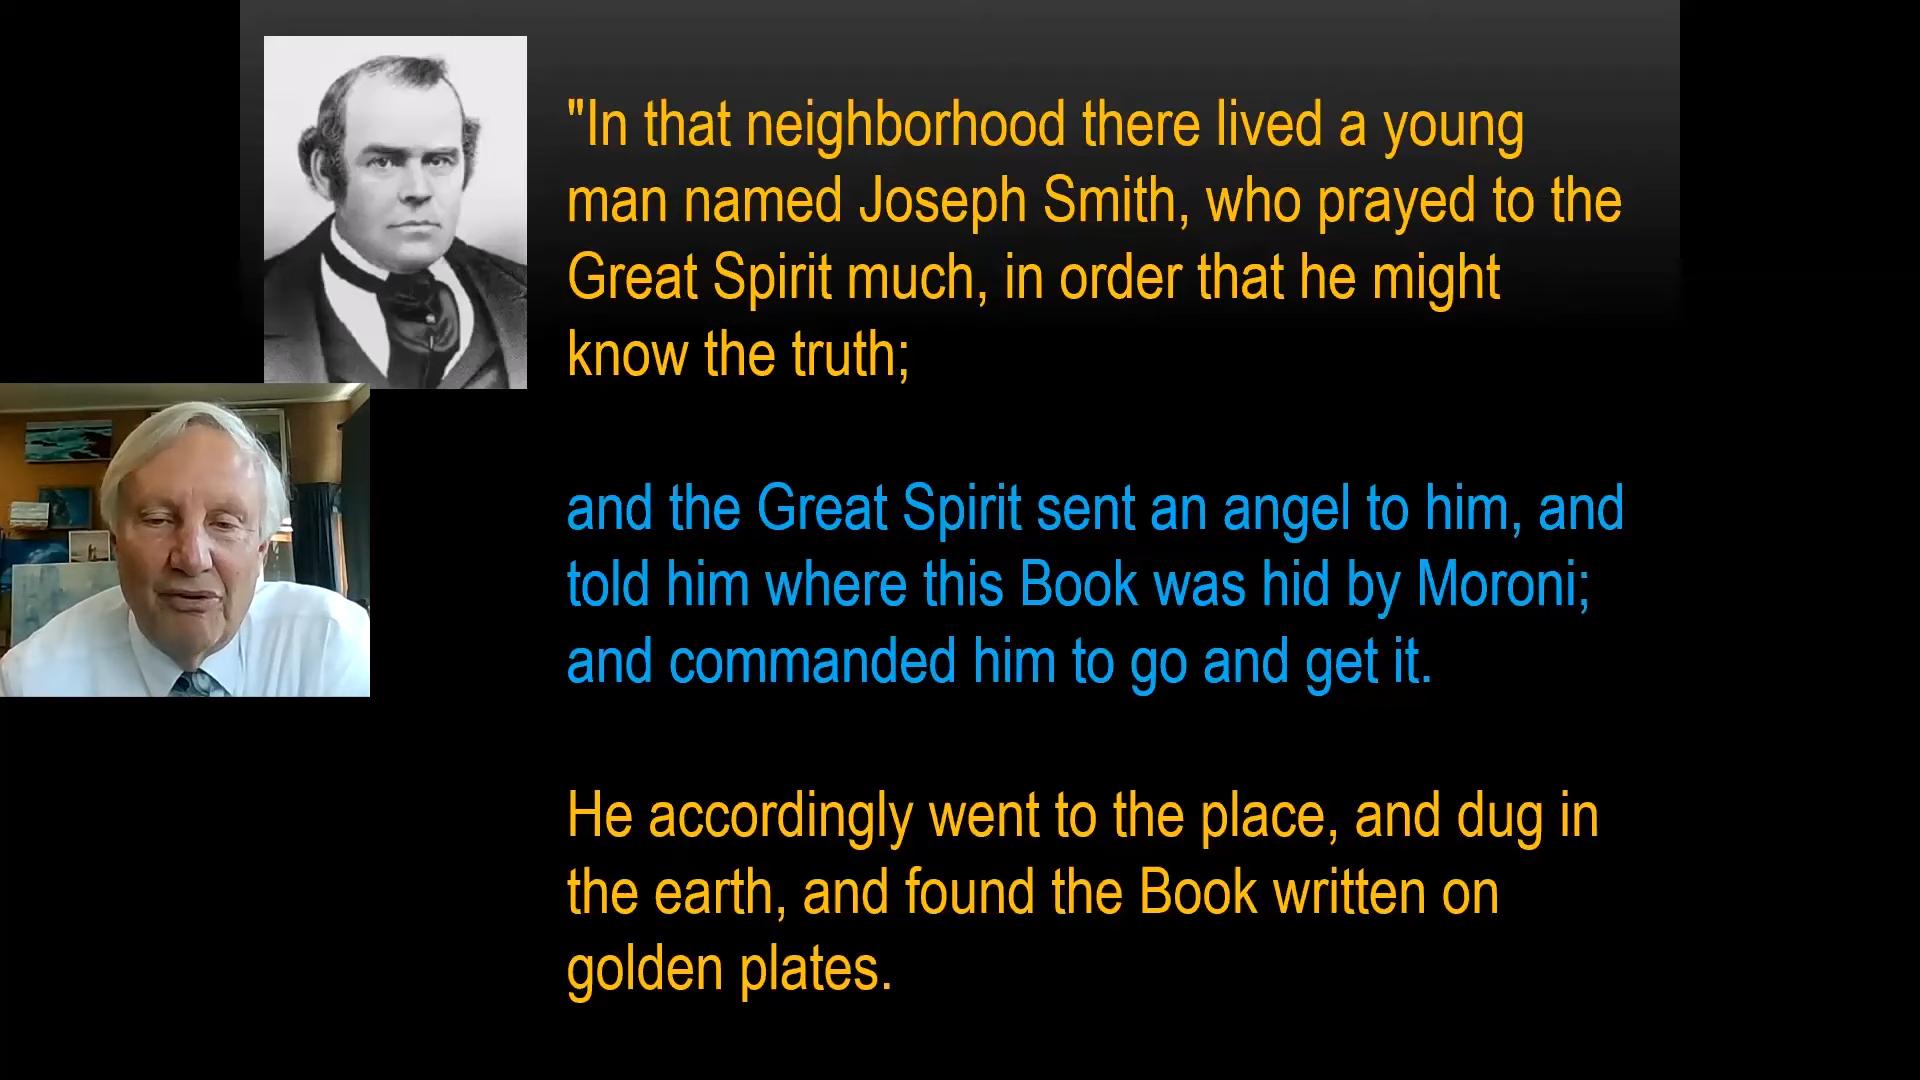 "In that neighborhood there lived a young
man named Joseph Smith, who prayed to the
Great Spirit much, in order that he might
know the truth;
and the Great Spirit sent an angel to him, and
told him where this Book was hid by Moroni;
and commanded him to go and get it.
He accordingly went to the place, and dug in
the earth, and found the Book written on
golden plates.